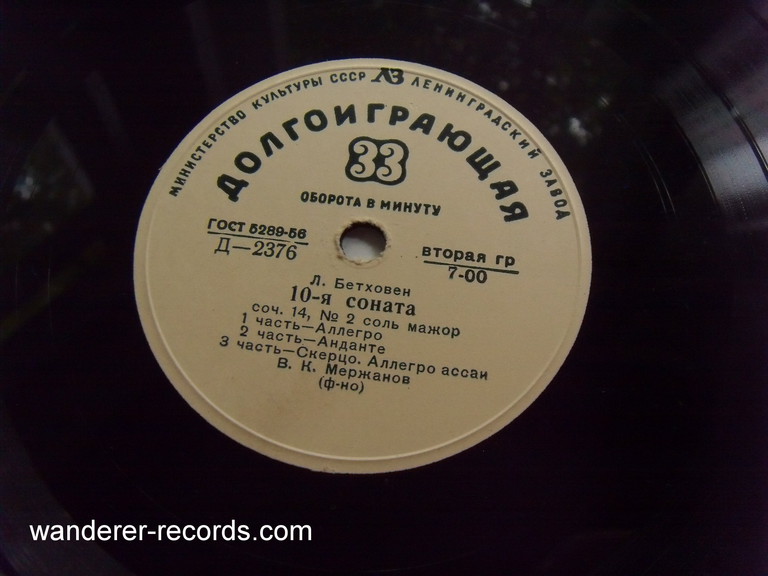 МИНИСТЕРСТВО КУЛЬТУРЫ СССР ЛЗ ЛЕНИНГРАДСКИЙ ЗАВОД
ДОЛГОИГРАЮЩАЯ
33
ОБОРОТА В МИНУТУ
ГОСТ 5289-56
Д—2376
ВТОРАЯ ГР
7-00
Л. Бетховен
10-я соната
соч. 14, № 2 соль мажор
1 часть—Аллегро
2 часть—Анданте
3 часть—Скерцо. Аллегро ассаи
В. К. Мержанов
(ф-но)
wanderer-records.com